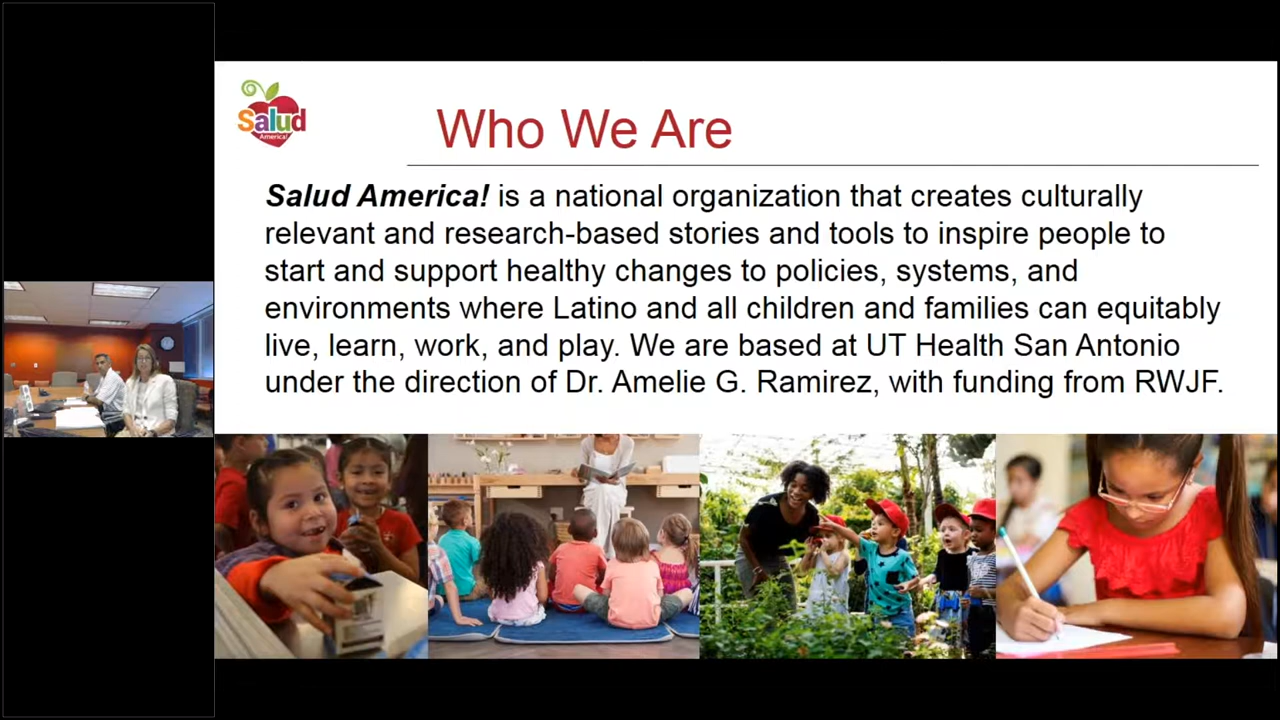 Salud
America!
Who We Are
Salud America! is a national organization that creates culturally
relevant and research-based stories and tools to inspire people to
start and support healthy changes to policies, systems, and
environments where Latino and all children and families can equitably
live, learn, work, and play. We are based at UT Health San Antonio
under the direction of Dr. Amelie G. Ramirez, with funding from RWJF.